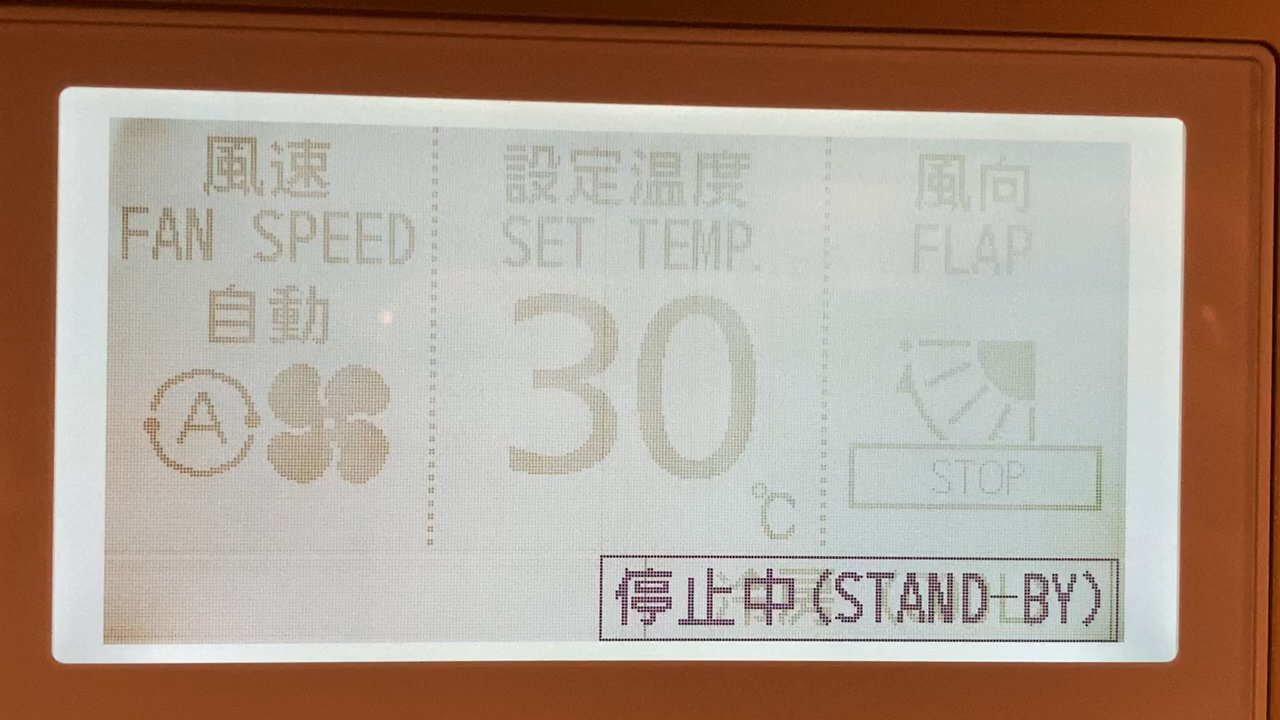 風速
FAN SPEED
自動
A
設定温度
SET TEMP.
30
℃
風向
FLAP
STOP
停止中(STAND-BY)